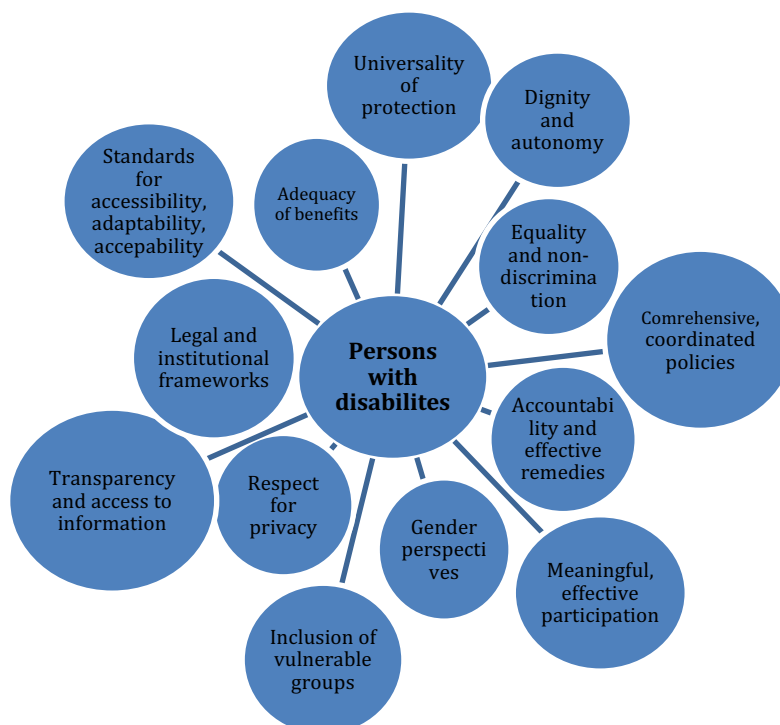 Universality
of
protection
Dignity
and
autonomy
Standards
for
accessibility,
adaptability,
accepability
Adequacy
of benefits
Equality
and non-
discrimina
tion
Comrehensive,
coordinated
policies
Legal and
institutional
frameworks
Persons
with
disabilites
Accountabi
lity and
effective
remedies
Transparency
and access to
information
Respect
for
privacy
Gender
perspecti
ves
Meaningful,
effective
participation
Inclusion of
vulnerable
groups